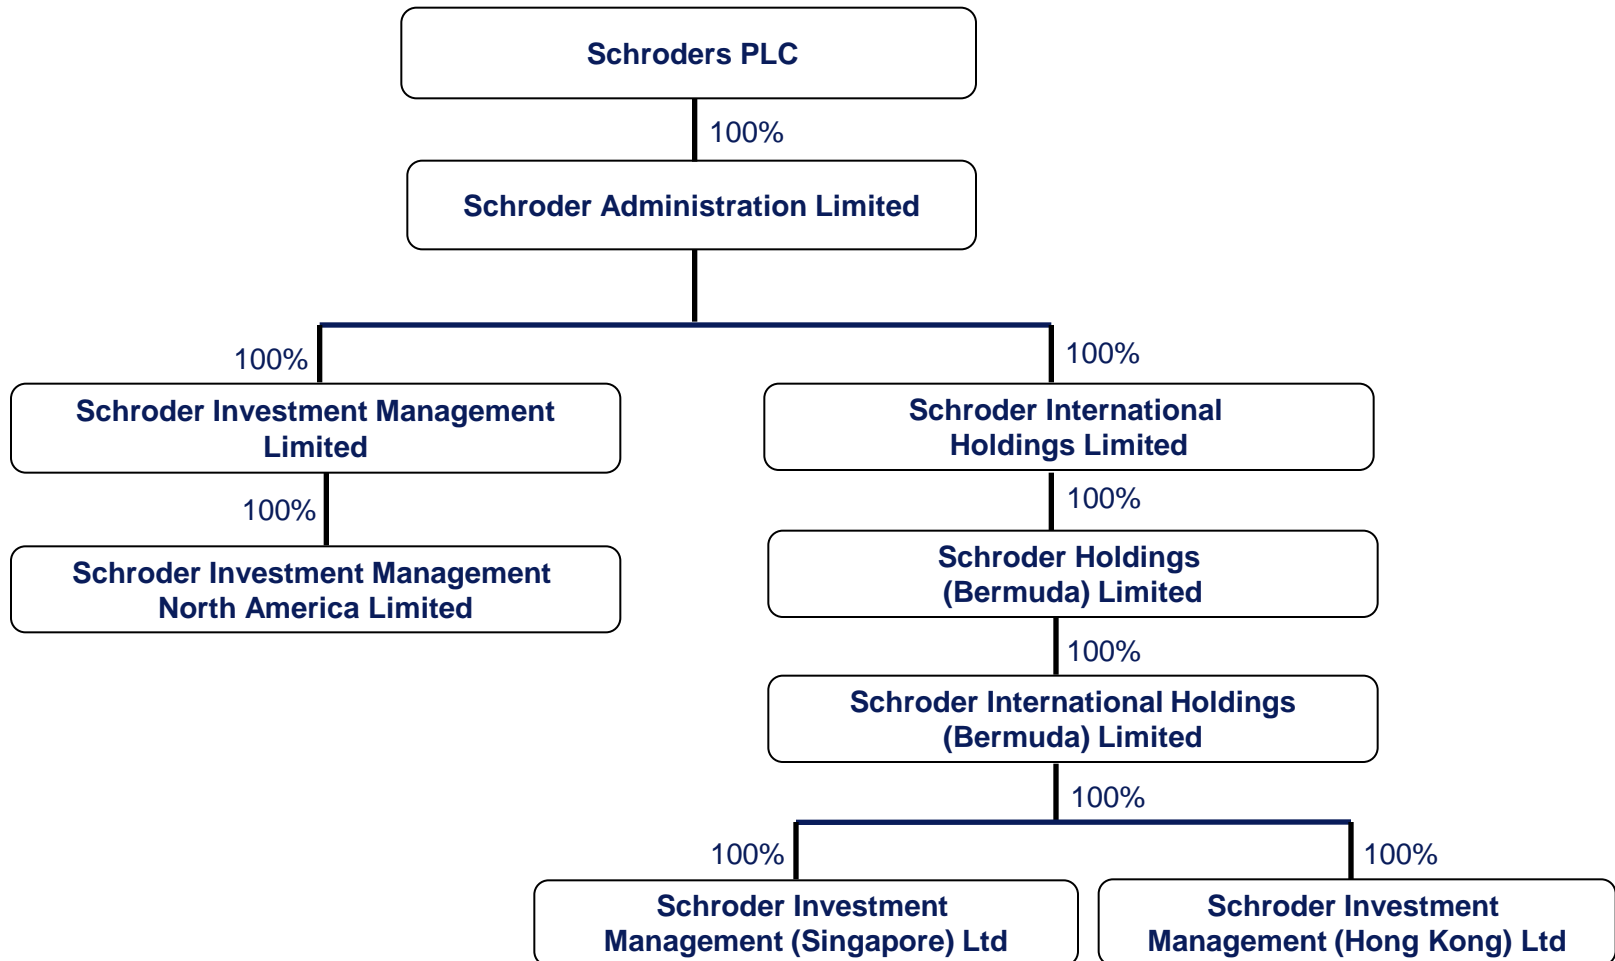 Schroders PLC
100%
Schroder Administration Limited
100%
100%
Schroder Investment Management
Limited
Schroder International
Holdings Limited
100%
100%
Schroder Investment Management
North America Limited
Schroder Holdings
(Bermuda) Limited
100%
Schroder International Holdings
(Bermuda) Limited
100%
100%
100%
Schroder Investment
Management (Singapore) Ltd
Schroder Investment
Management (Hong Kong) Ltd